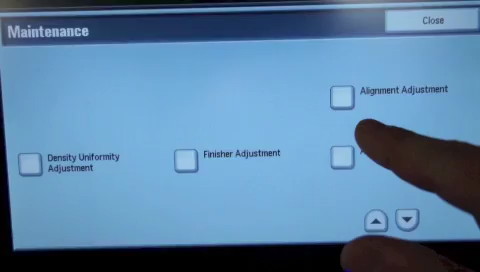 Maintenance
Close
Alignment Adjustment
Density Uniformity
Adjustment
Finisher Adjustment